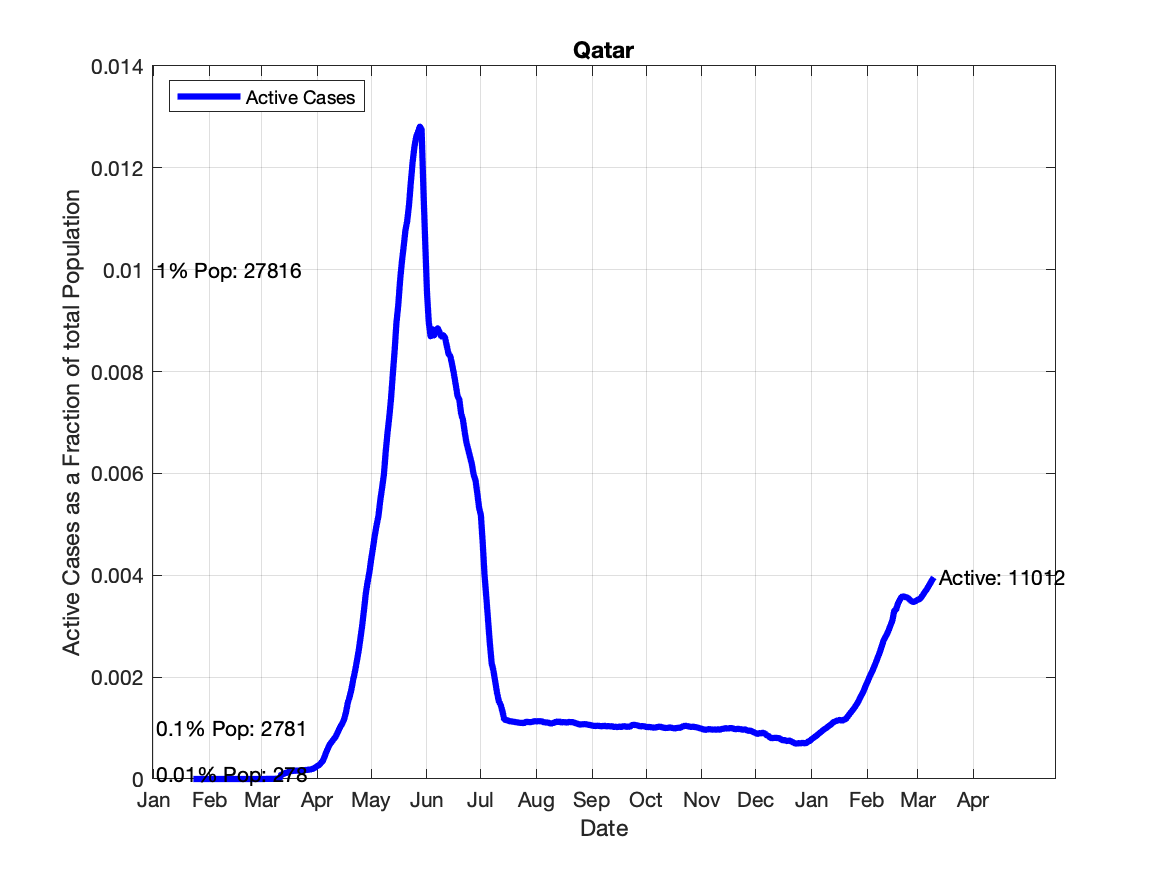 Qatar
Active Cases
Active Cases as a Fraction of total Population
0.014
0.012
0.01
0.008
0.006
0.004
0.002
0
1% Pop: 27816
0.1% Pop: 2781
0.01% Pop: 278
Active: 11012
Jan Feb Mar Apr May Jun Jul Aug Sep Oct Nov Dec Jan Feb Mar Apr
Date